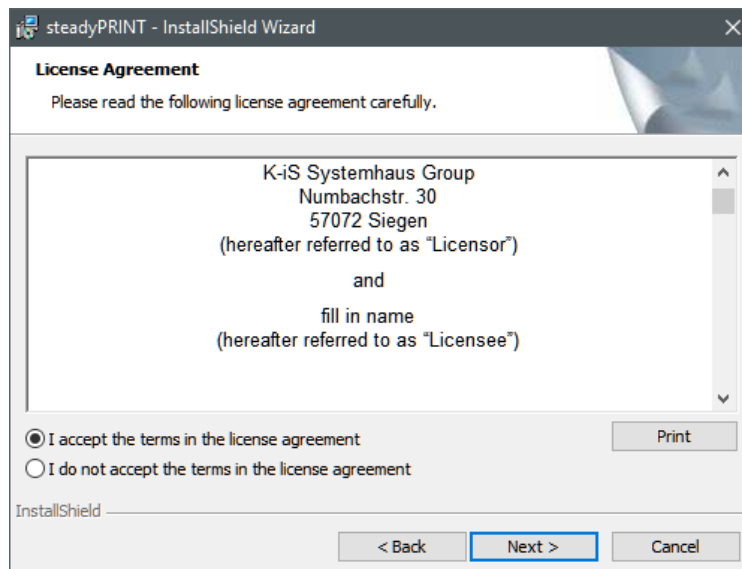 steadyPRINT - InstallShield Wizard
License Agreement
Please read the following license agreement carefully.
K-iS Systemhaus Group
Numbachstr. 30
57072 Siegen
(hereafter referred to as “Licensor”)
and
fill in name
(hereafter referred to as “Licensee”)
I accept the terms in the license agreement
Print
I do not accept the terms in the license agreement
InstallShield
< Back
Next >
Cancel